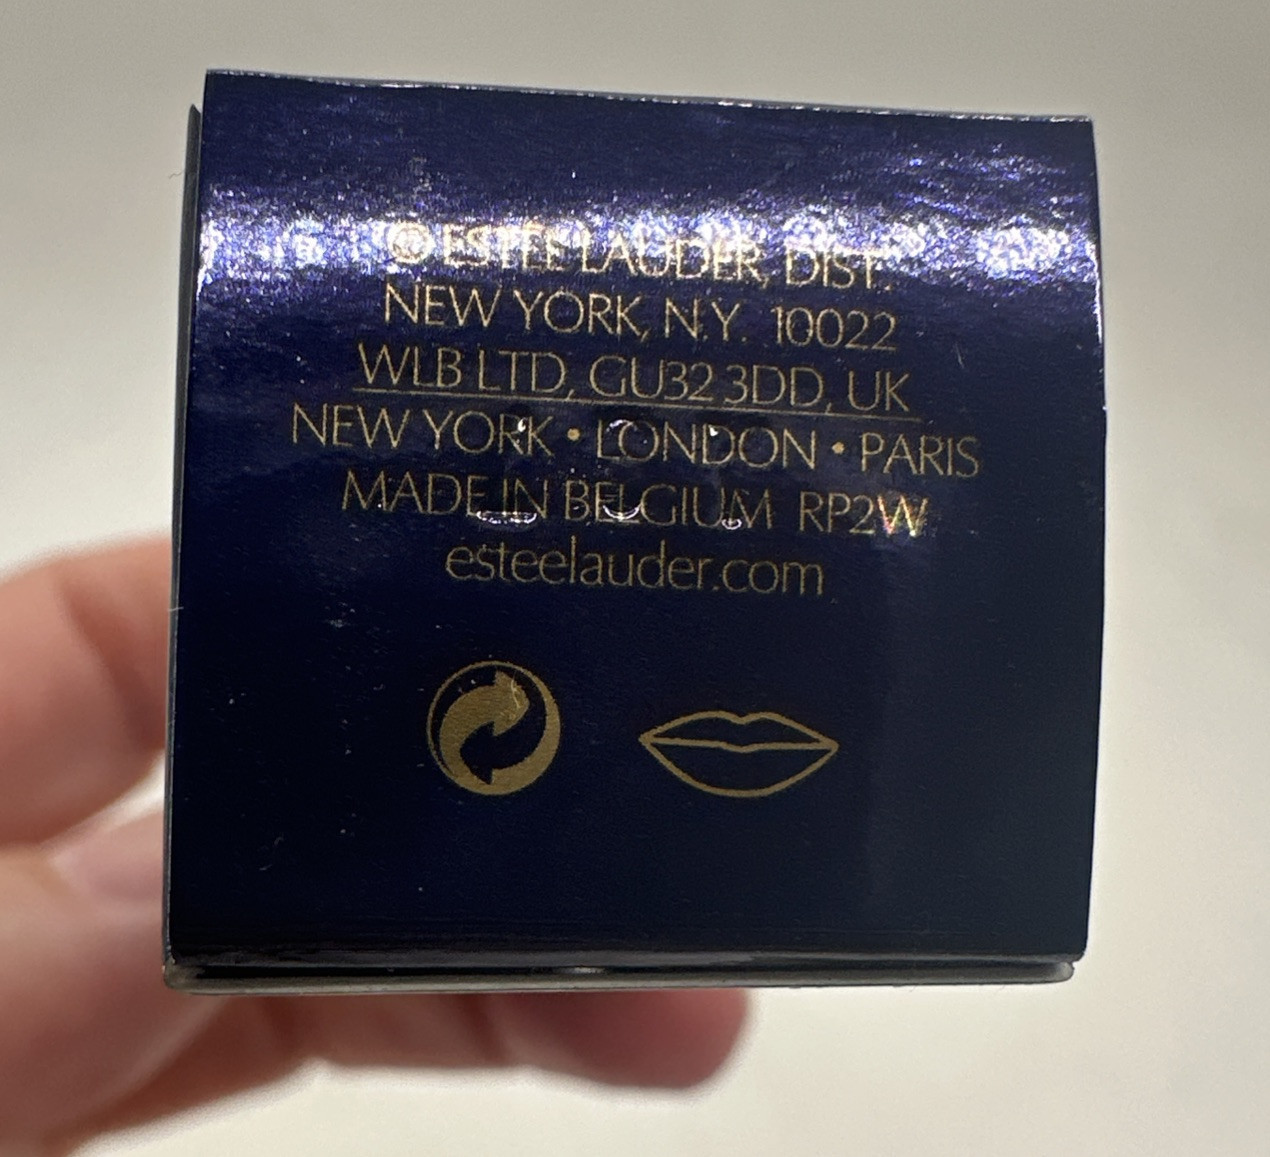 © ESTĒE LAUDER, DIST.
NEW YORK, N.Y. 10022
WLB LTD, GU32 3DD, UK
NEW YORK • LONDON • PARIS
MADE IN BELGIUM RP2W
esteelauder.com